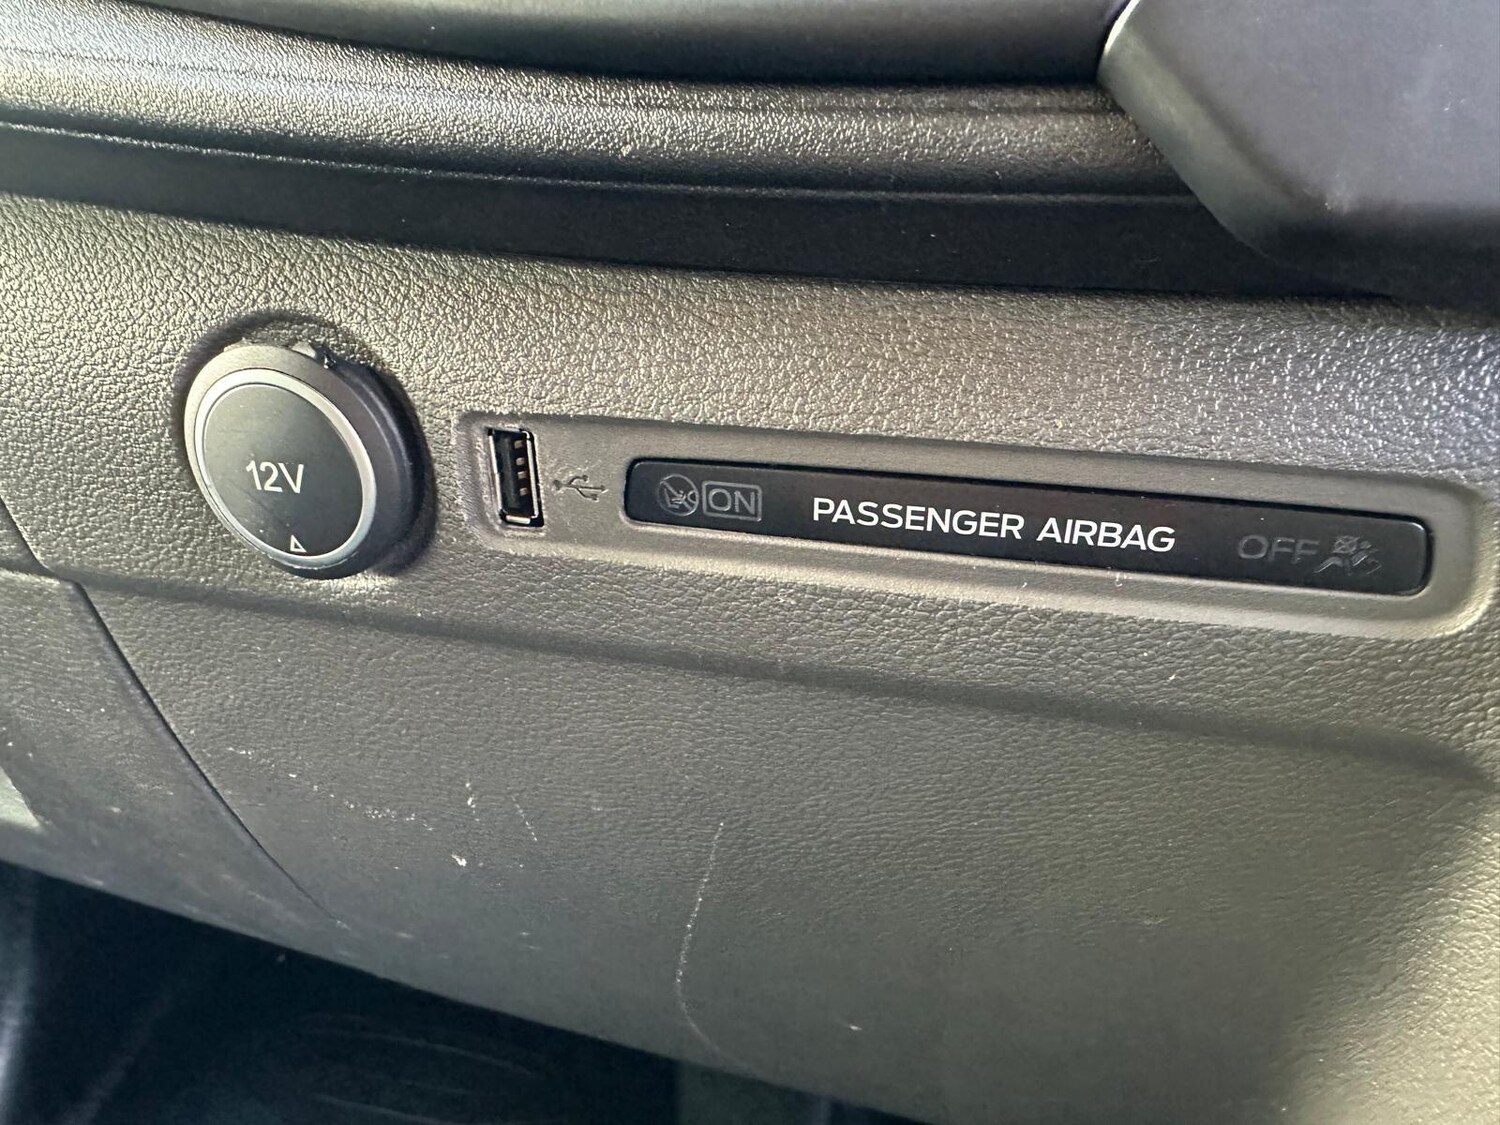 12V
ON PASSENGER AIRBAG OFF